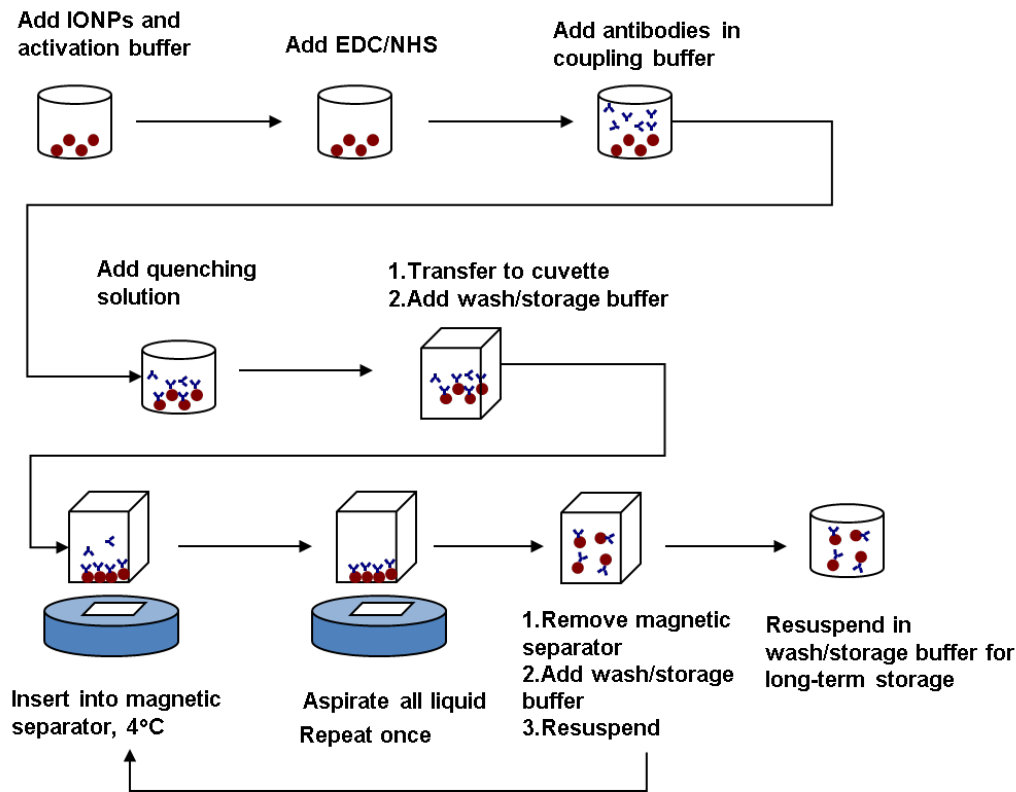 Add IONPs and
activation buffer
Add EDC/NHS
Add antibodies in
coupling buffer
Add quenching
solution
1.Transfer to cuvette
2.Add wash/storage buffer
Insert into magnetic
separator, 4°C
Aspirate all liquid
Repeat once
1.Remove magnetic
separator
2.Add wash/storage
buffer
3.Resuspend
Resuspend in
wash/storage buffer for
long-term storage